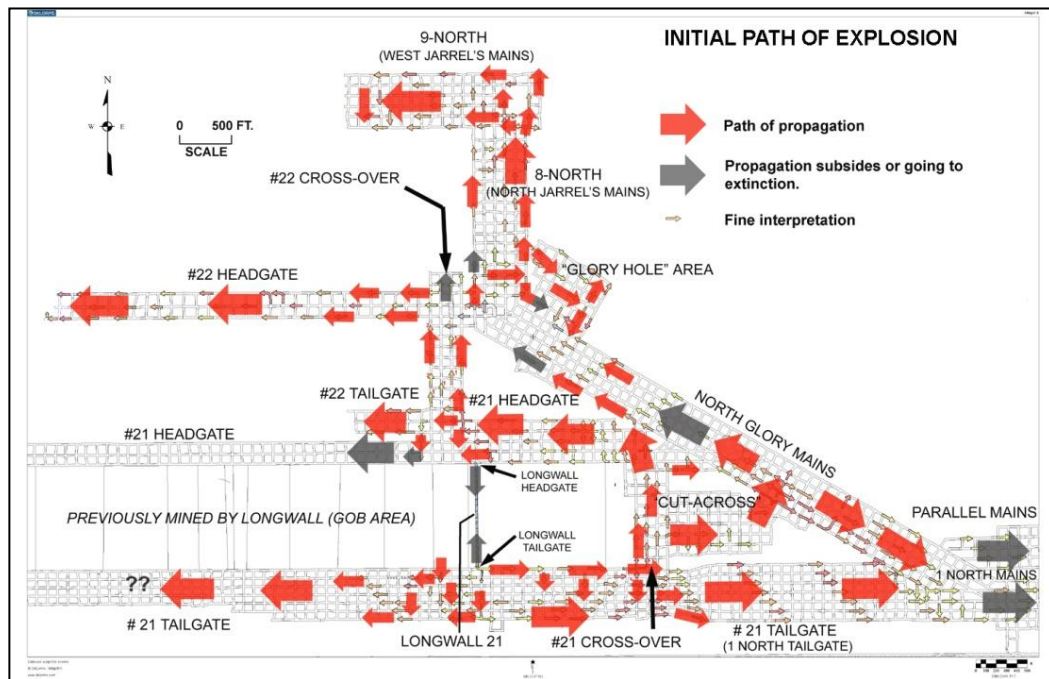 9-NORTH
(WEST JARREL'S MAINS)
INITIAL PATH OF EXPLOSION
N
W E
0 500 FT.
SCALE
Path of propagation
Propagation subsides or going to
extinction.
Fine interpretation
#22 CROSS-OVER
8-NORTH
(NORTH JARREL'S MAINS)
"GLORY HOLE" AREA
#22 HEADGATE
#22 TAILGATE
#21 HEADGATE
#21 HEADGATE
NORTH GLORY MAINS
LONGWALL
HEADGATE
"CUT-ACROSS"
PREVIOUSLY MINED BY LONGWALL (GOB AREA)
LONGWALL
TAILGATE
PARALLEL MAINS
??
1 NORTH MAINS
# 21 TAILGATE
LONGWALL 21
#21 CROSS-OVER
# 21 TAILGATE
(1 NORTH TAILGATE)